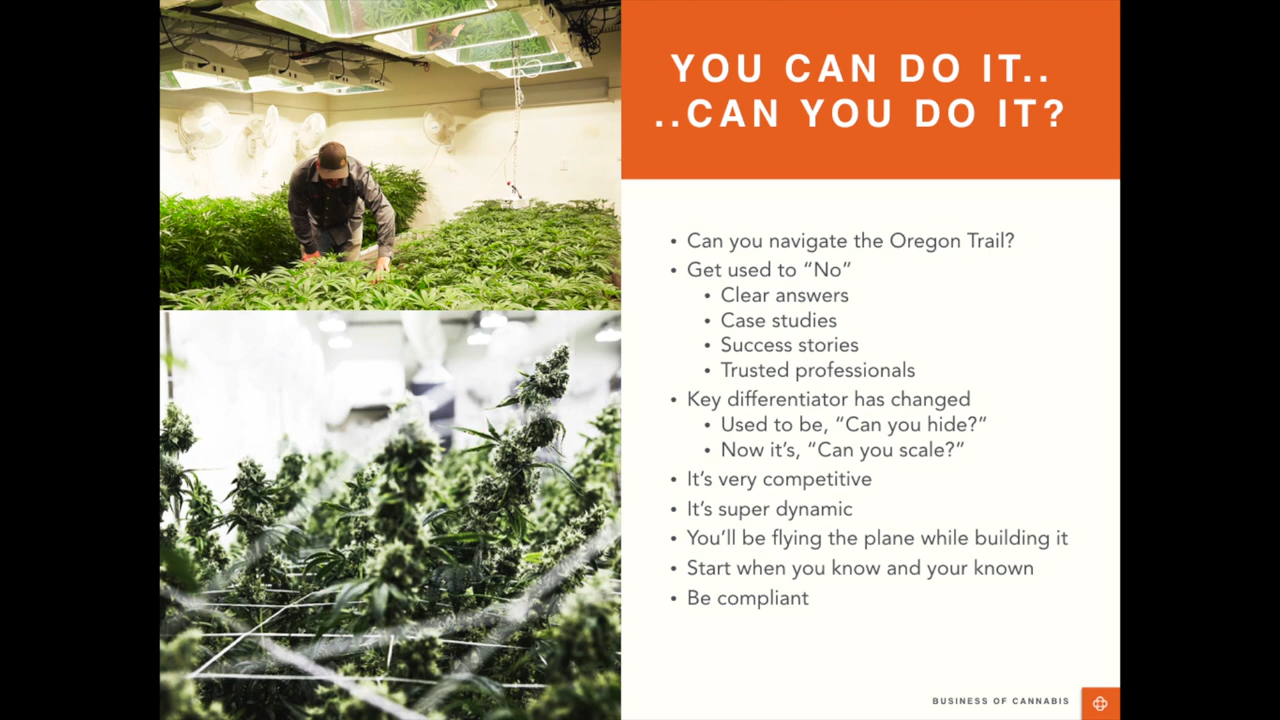 YOU CAN DO IT..
..CAN YOU DO IT?
• Can you navigate the Oregon Trail?
• Get used to “No”
• Clear answers
• Case studies
• Success stories
• Trusted professionals
• Key differentiator has changed
• Used to be, “Can you hide?”
• Now it’s, “Can you scale?”
• It’s very competitive
• It’s super dynamic
• You’ll be flying the plane while building it
• Start when you know and your known
• Be compliant
BUSINESS OF CANNABIS